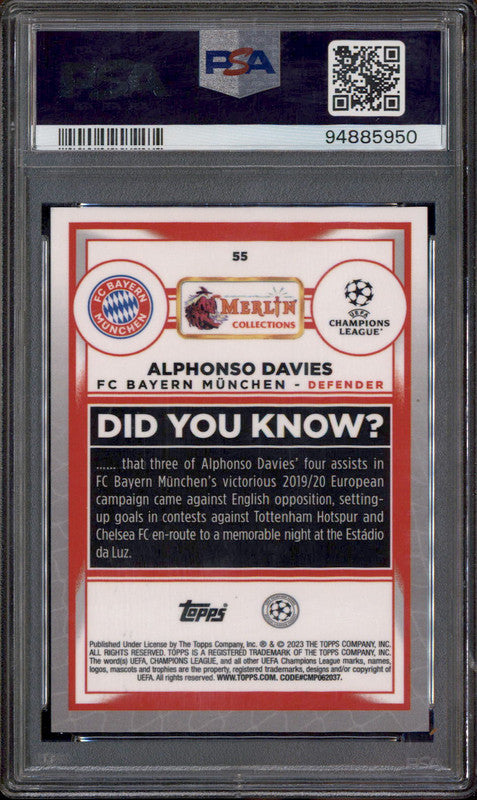 PSA
PSA
94885950
55
FC BAYERN
MÜNCHEN
MERLIN
COLLECTIONS
UEFA
CHAMPIONS
LEAGUE
ALPHONSO DAVIES
FC BAYERN MÜNCHEN - DEFENDER
DID YOU KNOW?
...... that three of Alphonso Davies' four assists in
FC Bayern München's victorious 2019/20 European
campaign came against English opposition, setting-
up goals in contests against Tottenham Hotspur and
Chelsea FC en-route to a memorable night at the Estádio
da Luz.
Topps
Published Under License by The Topps Company, Inc. ® & © 2023 THE TOPPS COMPANY, INC.
ALL RIGHTS RESERVED. TOPPS IS A REGISTERED TRADEMARK OF THE TOPPS COMPANY, INC.
The word(s) UEFA, CHAMPIONS LEAGUE, and all other UEFA Champions League marks, names,
logos, mascots and trophies are the property, registered trademarks, designs and/or copyright of
UEFA. All rights reserved. WWW.TOPPS.COM. CODE#CMP062037.
PSA